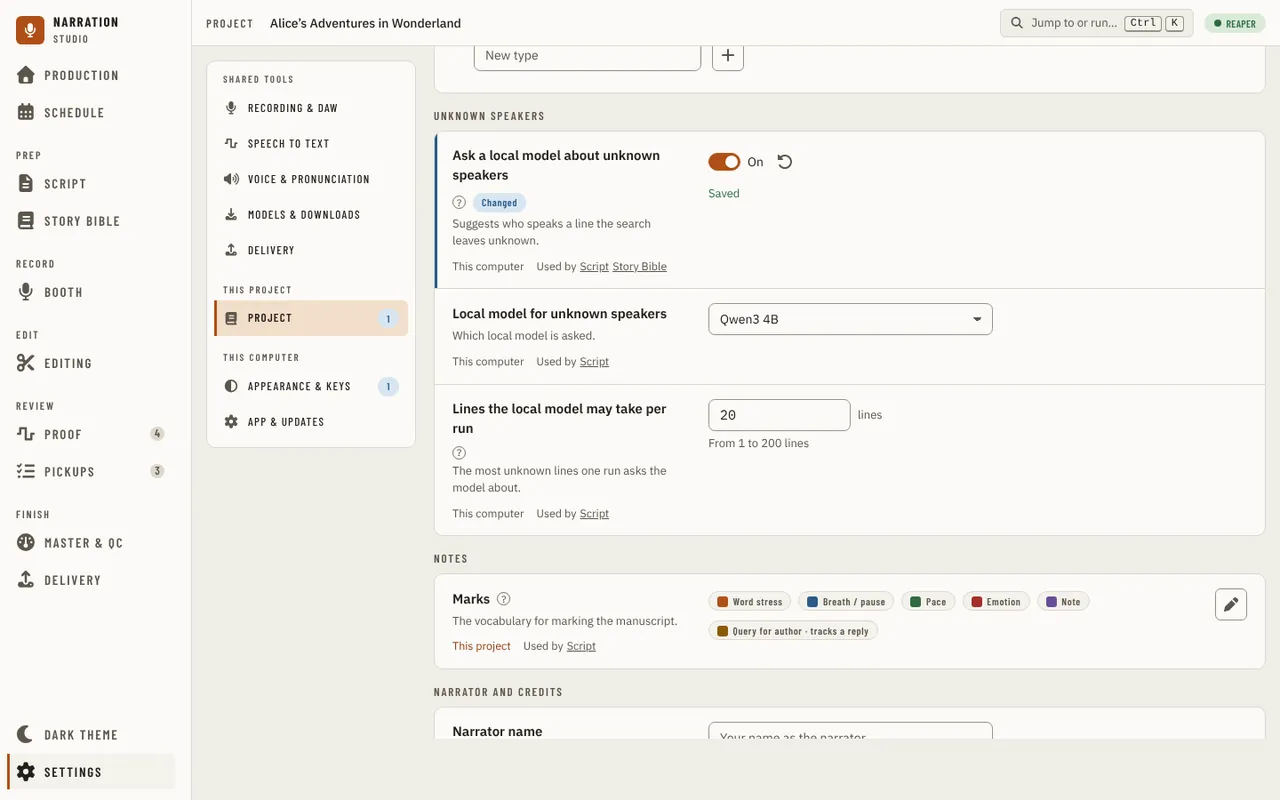 NARRATION
STUDIO
PRODUCTION
SCHEDULE
PREP
SCRIPT
STORY BIBLE
RECORD
BOOTH
EDIT
EDITING
REVIEW
PROOF 4
PICKUPS 3
FINISH
MASTER & QC
DELIVERY
DARK THEME
SETTINGS
PROJECT Alice's Adventures in Wonderland
Jump to or run... Ctrl K
REAPER
SHARED TOOLS
RECORDING & DAW
SPEECH TO TEXT
VOICE & PRONUNCIATION
MODELS & DOWNLOADS
DELIVERY
THIS PROJECT
PROJECT 1
THIS COMPUTER
APPEARANCE & KEYS 1
APP & UPDATES
New type
UNKNOWN SPEAKERS
Ask a local model about unknown
speakers
? Changed
Suggests who speaks a line the search
leaves unknown.
This computer Used by Script Story Bible
On
Saved
Local model for unknown speakers
Which local model is asked.
This computer Used by Script
Qwen3 4B
Lines the local model may take per
run
?
The most unknown lines one run asks the
model about.
This computer Used by Script
20 lines
From 1 to 200 lines
NOTES
Marks ?
The vocabulary for marking the manuscript.
This project Used by Script
Word stress Breath / pause Pace Emotion Note
Query for author · tracks a reply
NARRATOR AND CREDITS
Narrator name
Your name as the narrator